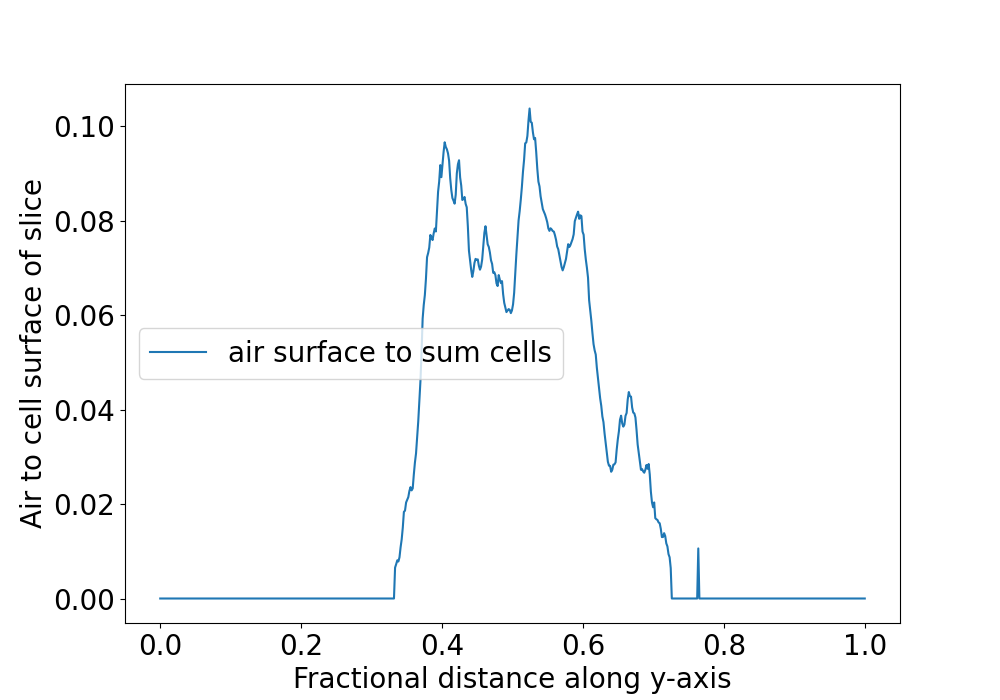 0.10
0.08
0.06
0.04
0.02
0.00
Air to cell surface of slice
air surface to sum cells
0.0 0.2 0.4 0.6 0.8 1.0
Fractional distance along y-axis